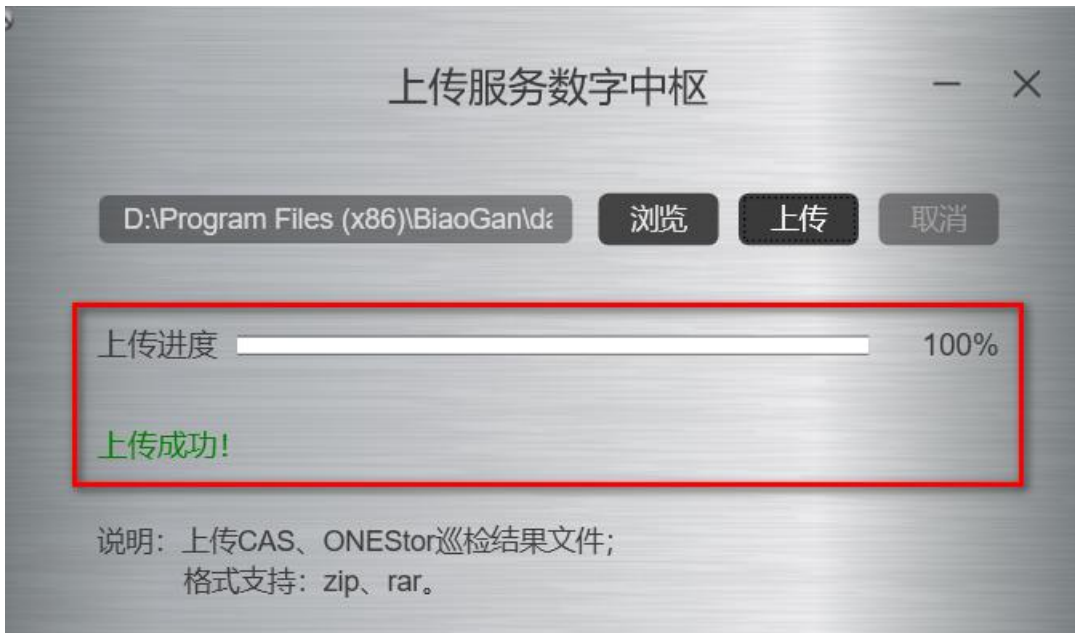 上传服务数字中枢
D:\Program Files (x86)\BiaoGan\da 浏览 上传 取消
上传进度 100%
上传成功!
说明：上传CAS、ONEStor巡检结果文件；
格式支持：zip、rar。